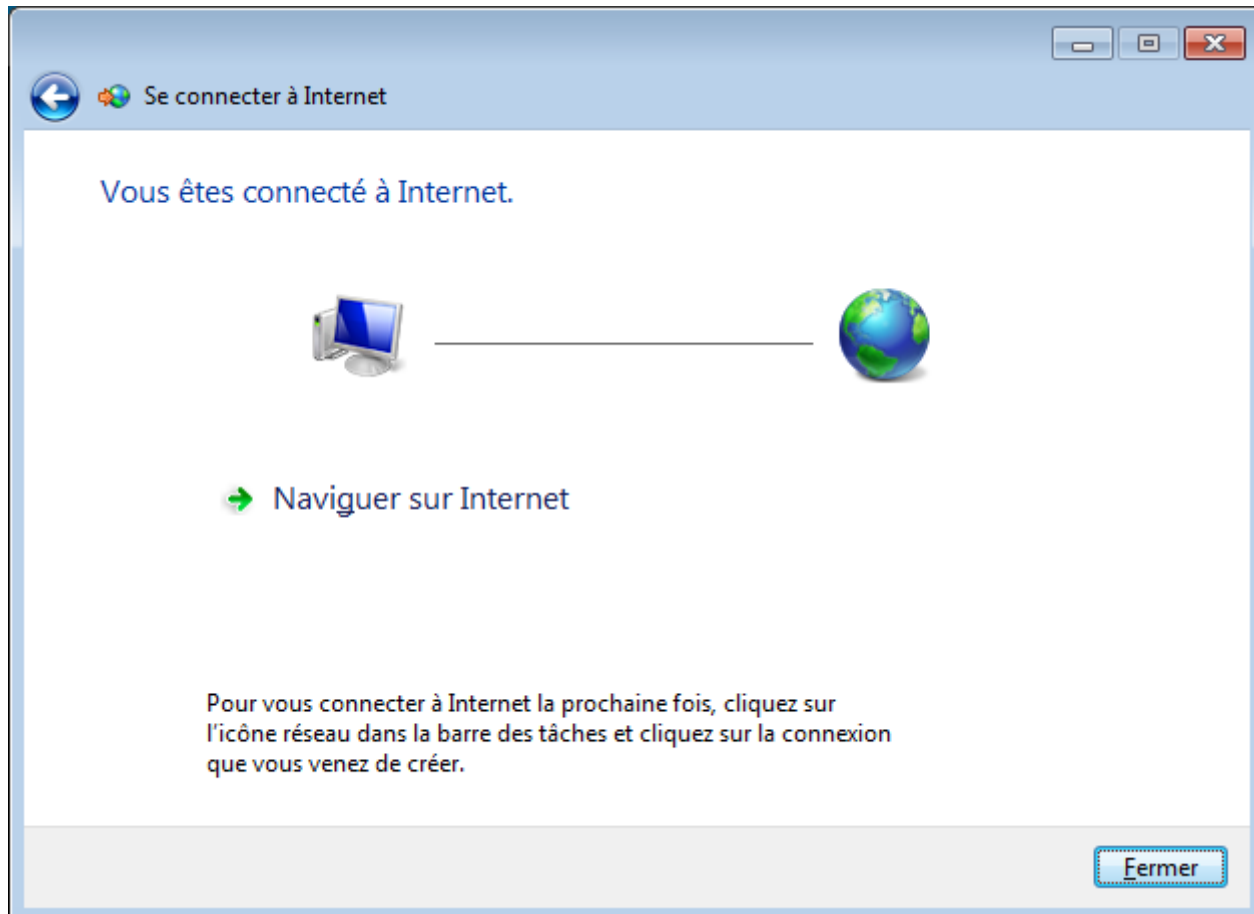 Se connecter à Internet
Vous êtes connecté à Internet.
Naviguer sur Internet
Pour vous connecter à Internet la prochaine fois, cliquez sur
l'icône réseau dans la barre des tâches et cliquez sur la connexion
que vous venez de créer.
Fermer